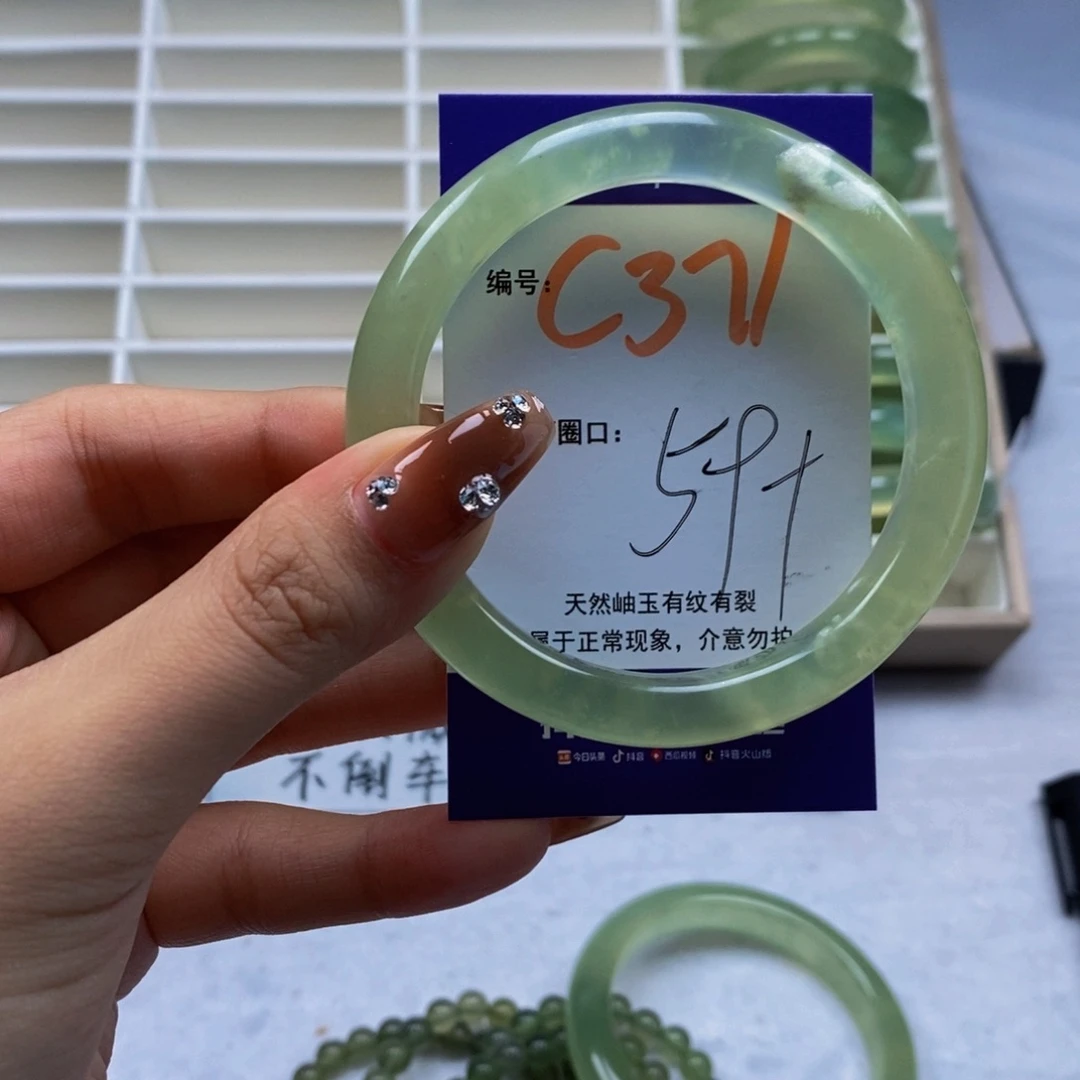 编号: C371
圈口: 59+
天然岫玉有纹有裂
属于正常现象，介意勿拍
今日头条 抖音 西瓜视频 抖音火山版
不倒车